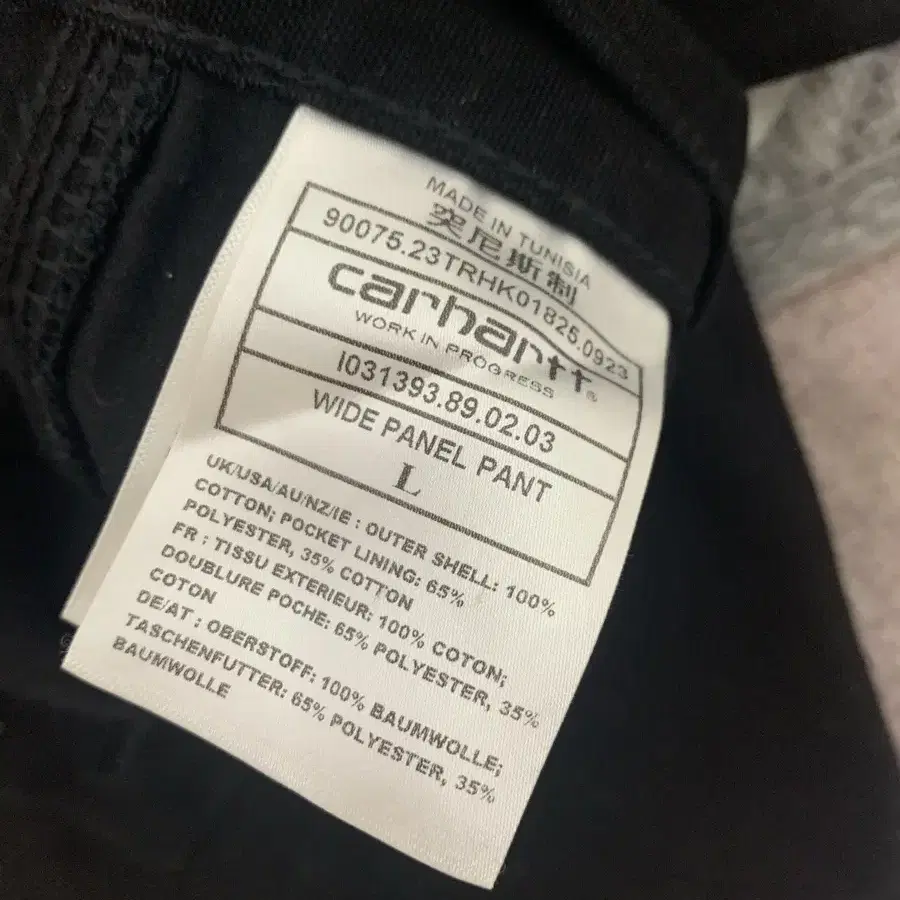 MADE IN TUNISIA
突尼斯制
90075.23TRHK01825.0923
carhartt®
WORK IN PROGRESS
I031393.89.02.03
WIDE PANEL PANT
L
UK/USA/AU/NZ/IE : OUTER SHELL: 100%
COTTON; POCKET LINING: 65%
POLYESTER, 35% COTTON
FR : TISSU EXTERIEUR: 100% COTON;
DOUBLURE POCHE: 65% POLYESTER, 35%
COTON
DE/AT : OBERSTOFF: 100% BAUMWOLLE;
TASCHENFUTTER: 65% POLYESTER, 35%
BAUMWOLLE